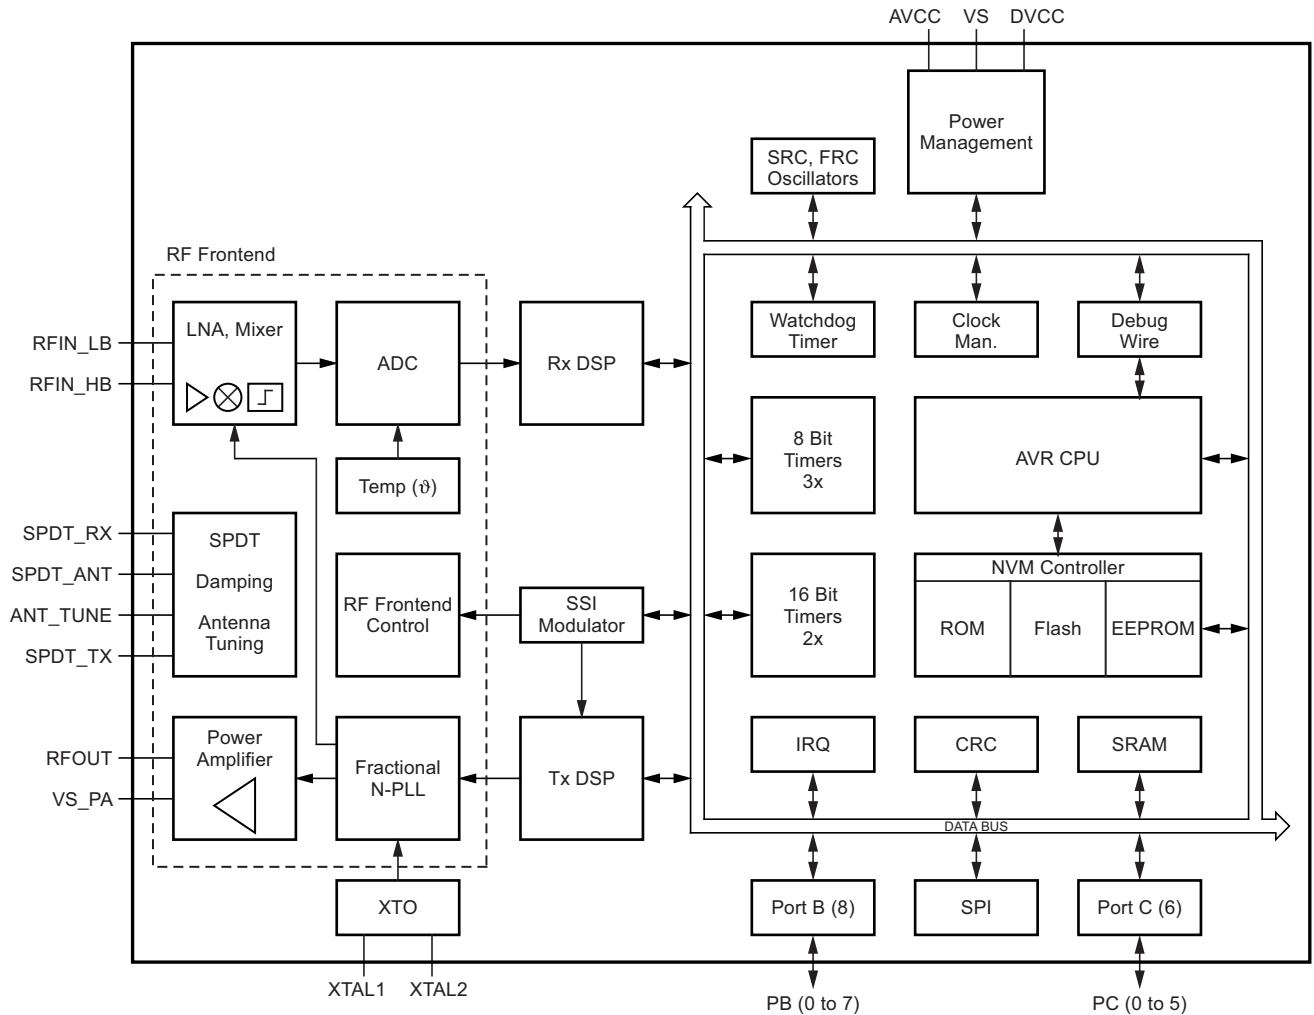 AVCC VS DVCC
Power
Management
SRC, FRC
Oscillators
RF Frontend
LNA, Mixer
ADC
Rx DSP
RFIN_LB
RFIN_HB
Temp (ϑ)
Watchdog
Timer
Clock
Man.
Debug
Wire
8 Bit
Timers
3x
AVR CPU
SPDT_RX
SPDT_ANT
ANT_TUNE
SPDT_TX
SPDT
Damping
Antenna
Tuning
RF Frontend
Control
SSI
Modulator
16 Bit
Timers
2x
NVM Controller
ROM
Flash
EEPROM
RFOUT
VS_PA
Power
Amplifier
Fractional
N-PLL
Tx DSP
IRQ
CRC
SRAM
DATA BUS
XTO
Port B (8)
SPI
Port C (6)
XTAL1 XTAL2
PB (0 to 7)
PC (0 to 5)